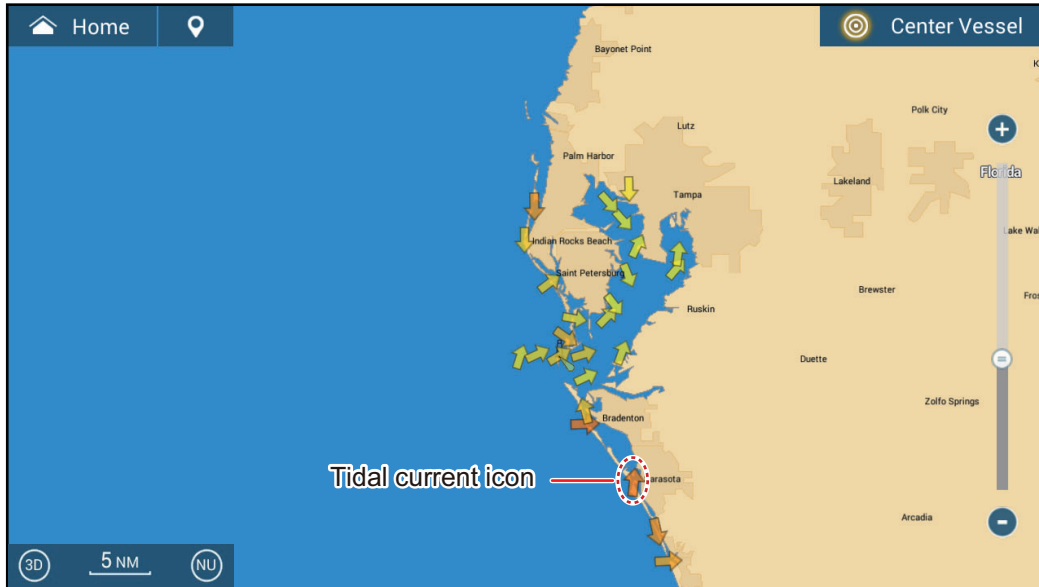 Home
Center Vessel
Bayonet Point
K
Polk City
Lutz
Palm Harbor
Florida
Lakeland
Tampa
Lake Wal
Indian Rocks Beach
Saint Petersburg
Brewster
Fros
Ruskin
Duette
Zolfo Springs
Bradenton
Tidal current icon
arasota
Arcadia
3D
5 NM
NU